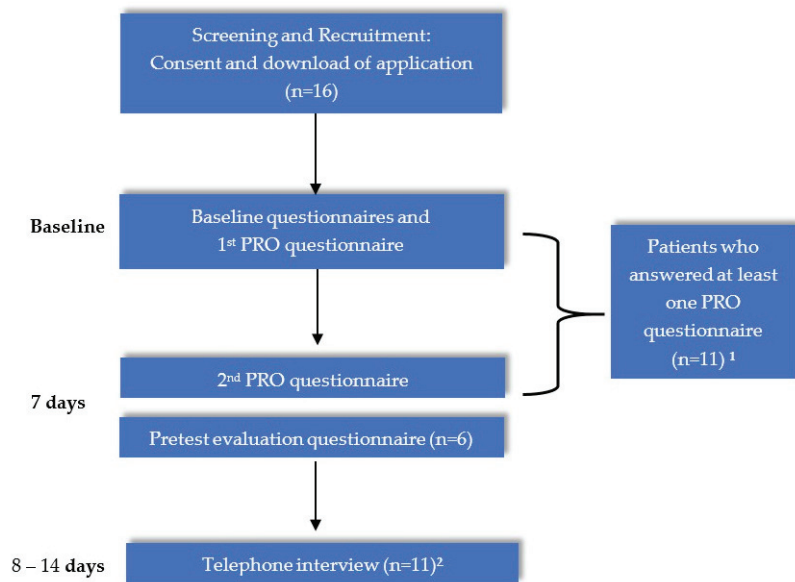 Screening and Recruitment:
Consent and download of application
(n=16)
Baseline
Baseline questionnaires and
1st PRO questionnaire
Patients who
answered at least
one PRO
questionnaire
(n=11) 1
7 days
2nd PRO questionnaire
Pretest evaluation questionnaire (n=6)
8 – 14 days
Telephone interview (n=11)2